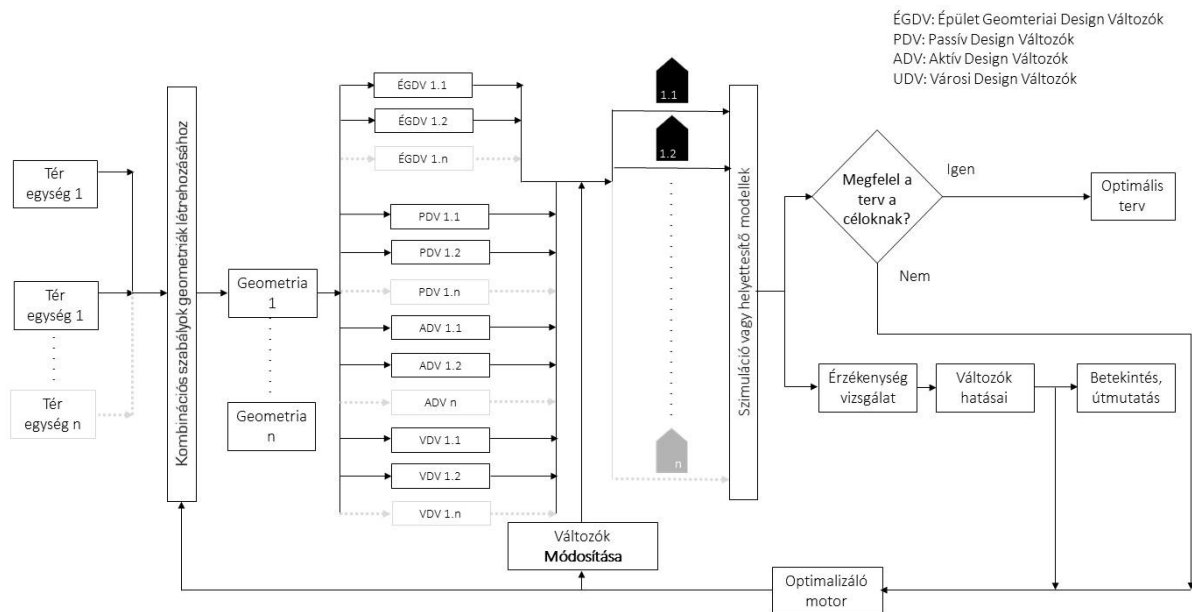 ÉGDV: Épület Geomteriai Design Változók
PDV: Passív Design Változók
ADV: Aktív Design Változók
UDV: Városi Design Változók
Tér
egység 1
Tér
egység 1
Tér
egység n
Kombinációs szabályok geometriák létrehozásához
Geometria
1
Geometria
n
ÉGDV 1.1
ÉGDV 1.2
ÉGDV 1.n
PDV 1.1
PDV 1.2
PDV 1.n
ADV 1.1
ADV 1.2
ADV n
VDV 1.1
VDV 1.2
VDV 1.n
Változók
Módosítása
1.1
1.2
n
Szimuláció vagy helyettesítő modellek
Megfelel a
terv a
céloknak?
Igen
Nem
Optimális
terv
Érzékenység
vizsgálat
Változók
hatásai
Betekintés,
útmutatás
Optimalizáló
motor